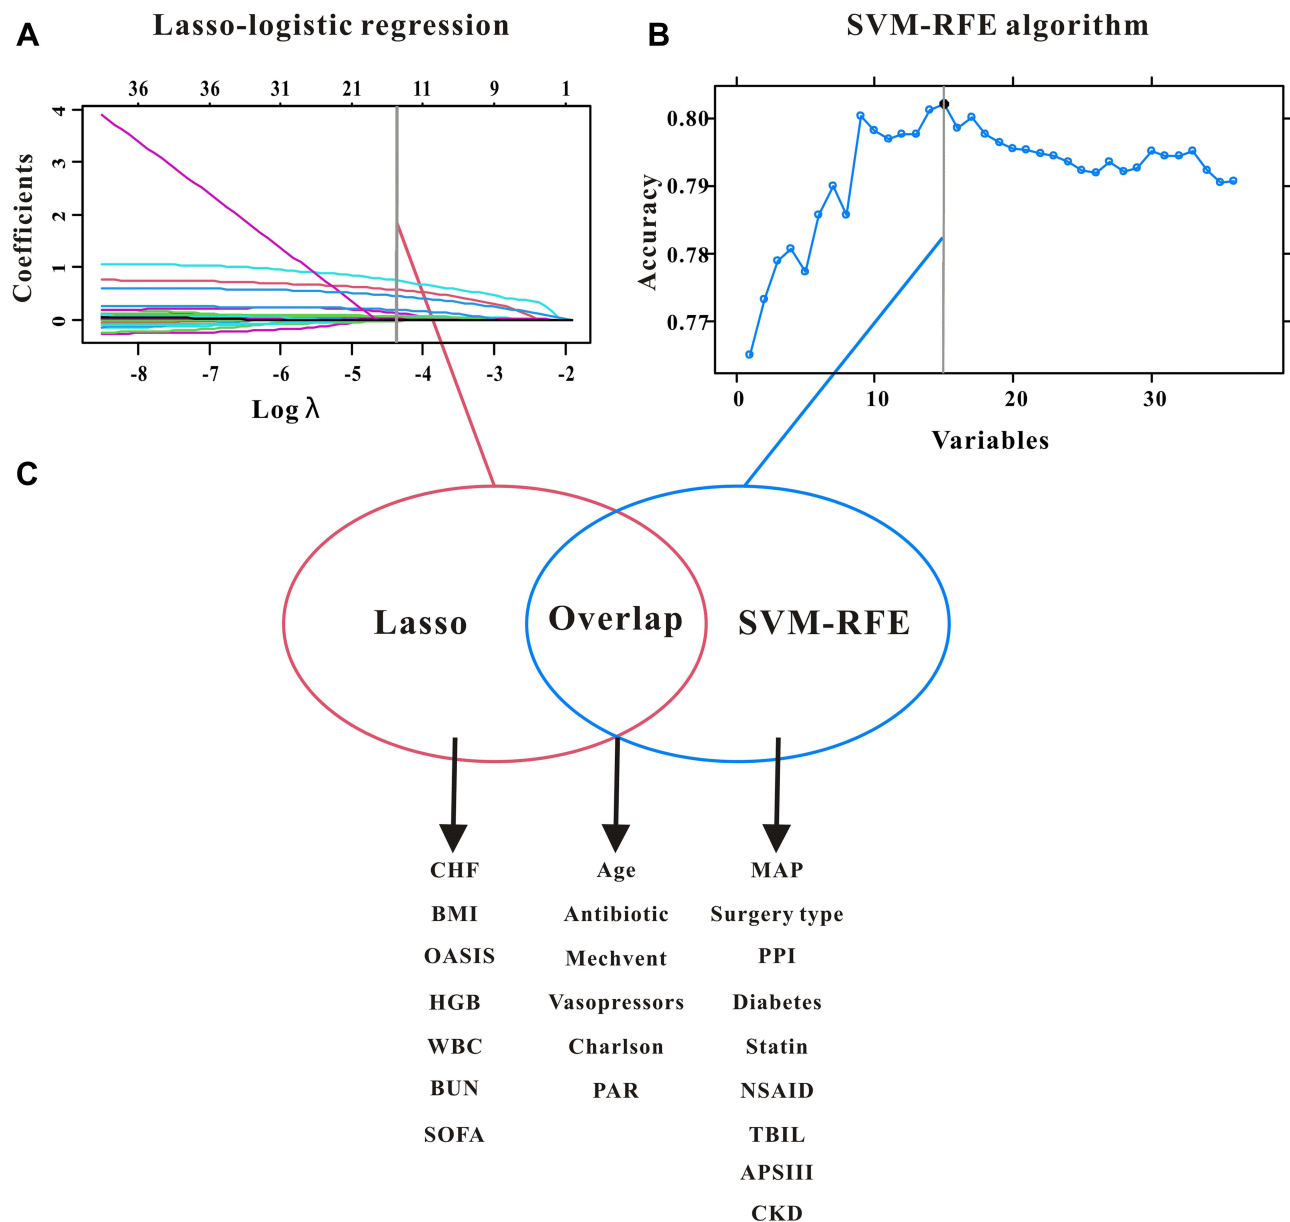 A
Lasso-logistic regression
36 36 31 21 11 9 1
4
3
2
1
0
Coefficients
-8 -7 -6 -5 -4 -3 -2
Log λ
B
SVM-RFE algorithm
0.80
0.79
0.78
0.77
Accuracy
0 10 20 30
Variables
C
Lasso
Overlap
SVM-RFE
CHF
BMI
OASIS
HGB
WBC
BUN
SOFA
Age
Antibiotic
Mechvent
Vasopressors
Charlson
PAR
MAP
Surgery type
PPI
Diabetes
Statin
NSAID
TBIL
APSIII
CKD